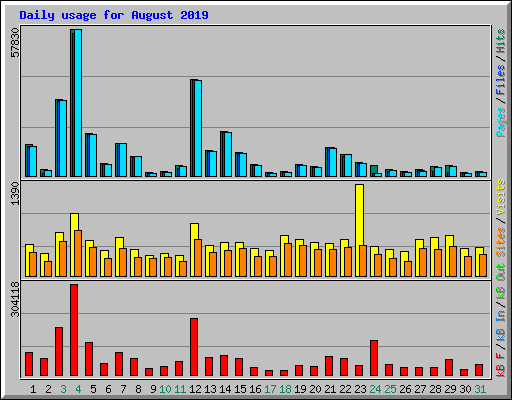 Daily usage for August 2019
57830
1390
304118
Pages / Files / Hits
Sites / Visits
kB F / kB In / kB Out
1 2 3 4 5 6 7 8 9 10 11 12 13 14 15 16 17 18 19 20 21 22 23 24 25 26 27 28 29 30 31